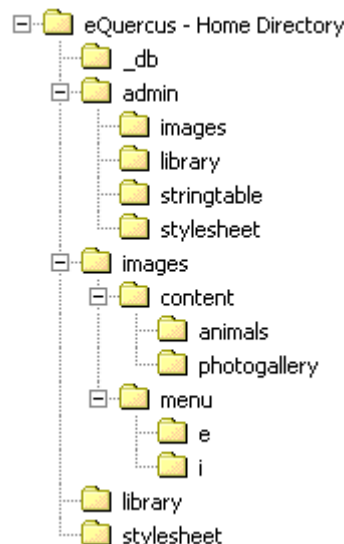 eQuercus - Home Directory
_db
admin
images
library
stringtable
stylesheet
images
content
animals
photogallery
menu
e
i
library
stylesheet